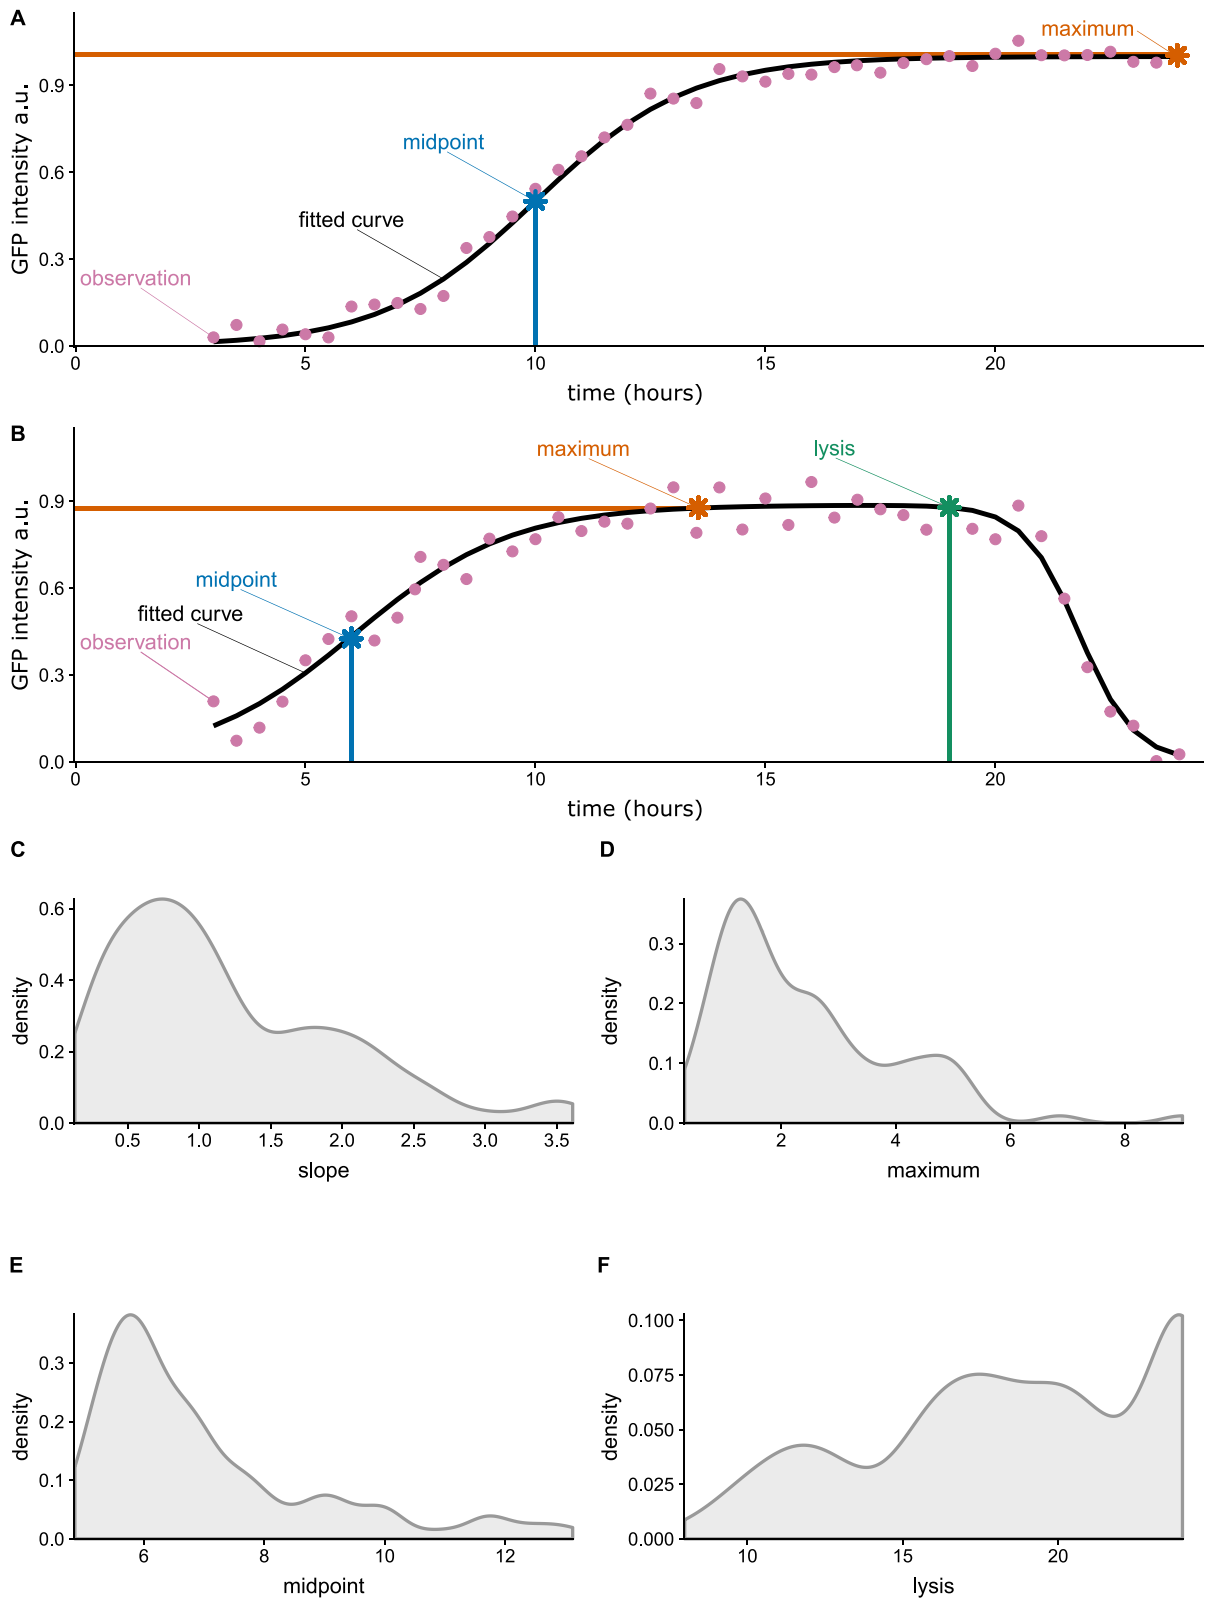 A
maximum
0.9
midpoint
0.6
GFP intensity a.u.
fitted curve
0.3
observation
0.0
0 5 10 15 20
time (hours)
B
maximum
lysis
0.9
midpoint
0.6
GFP intensity a.u.
fitted curve
observation
0.3
0.0
0 5 10 15 20
time (hours)
C
0.6
0.4
density
0.2
0.0
0.5 1.0 1.5 2.0 2.5 3.0 3.5
slope
D
0.3
0.2
density
0.1
0.0
2 4 6 8
maximum
E
0.3
0.2
density
0.1
0.0
6 8 10 12
midpoint
F
0.100
0.075
density
0.050
0.025
0.000
10 15 20
lysis